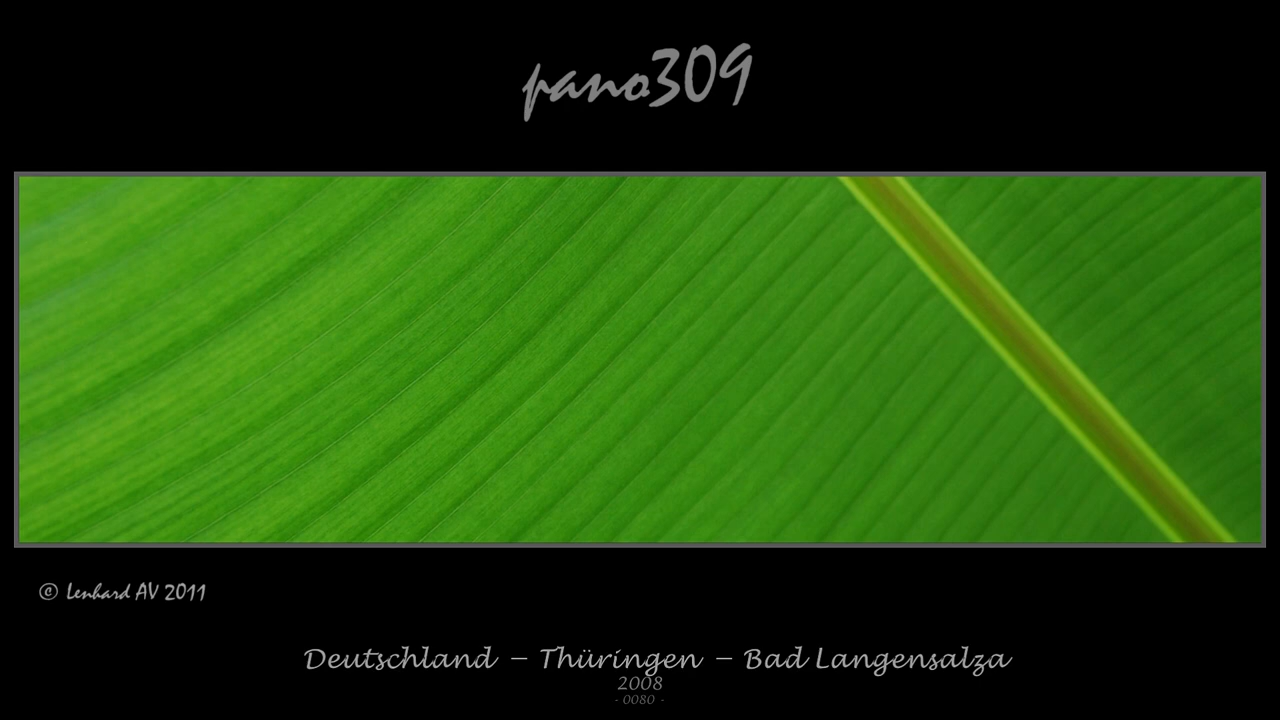 pano309
© Lenhard AV 2011
Deutschland – Thüringen – Bad Langensalza
2008
- 0080 -